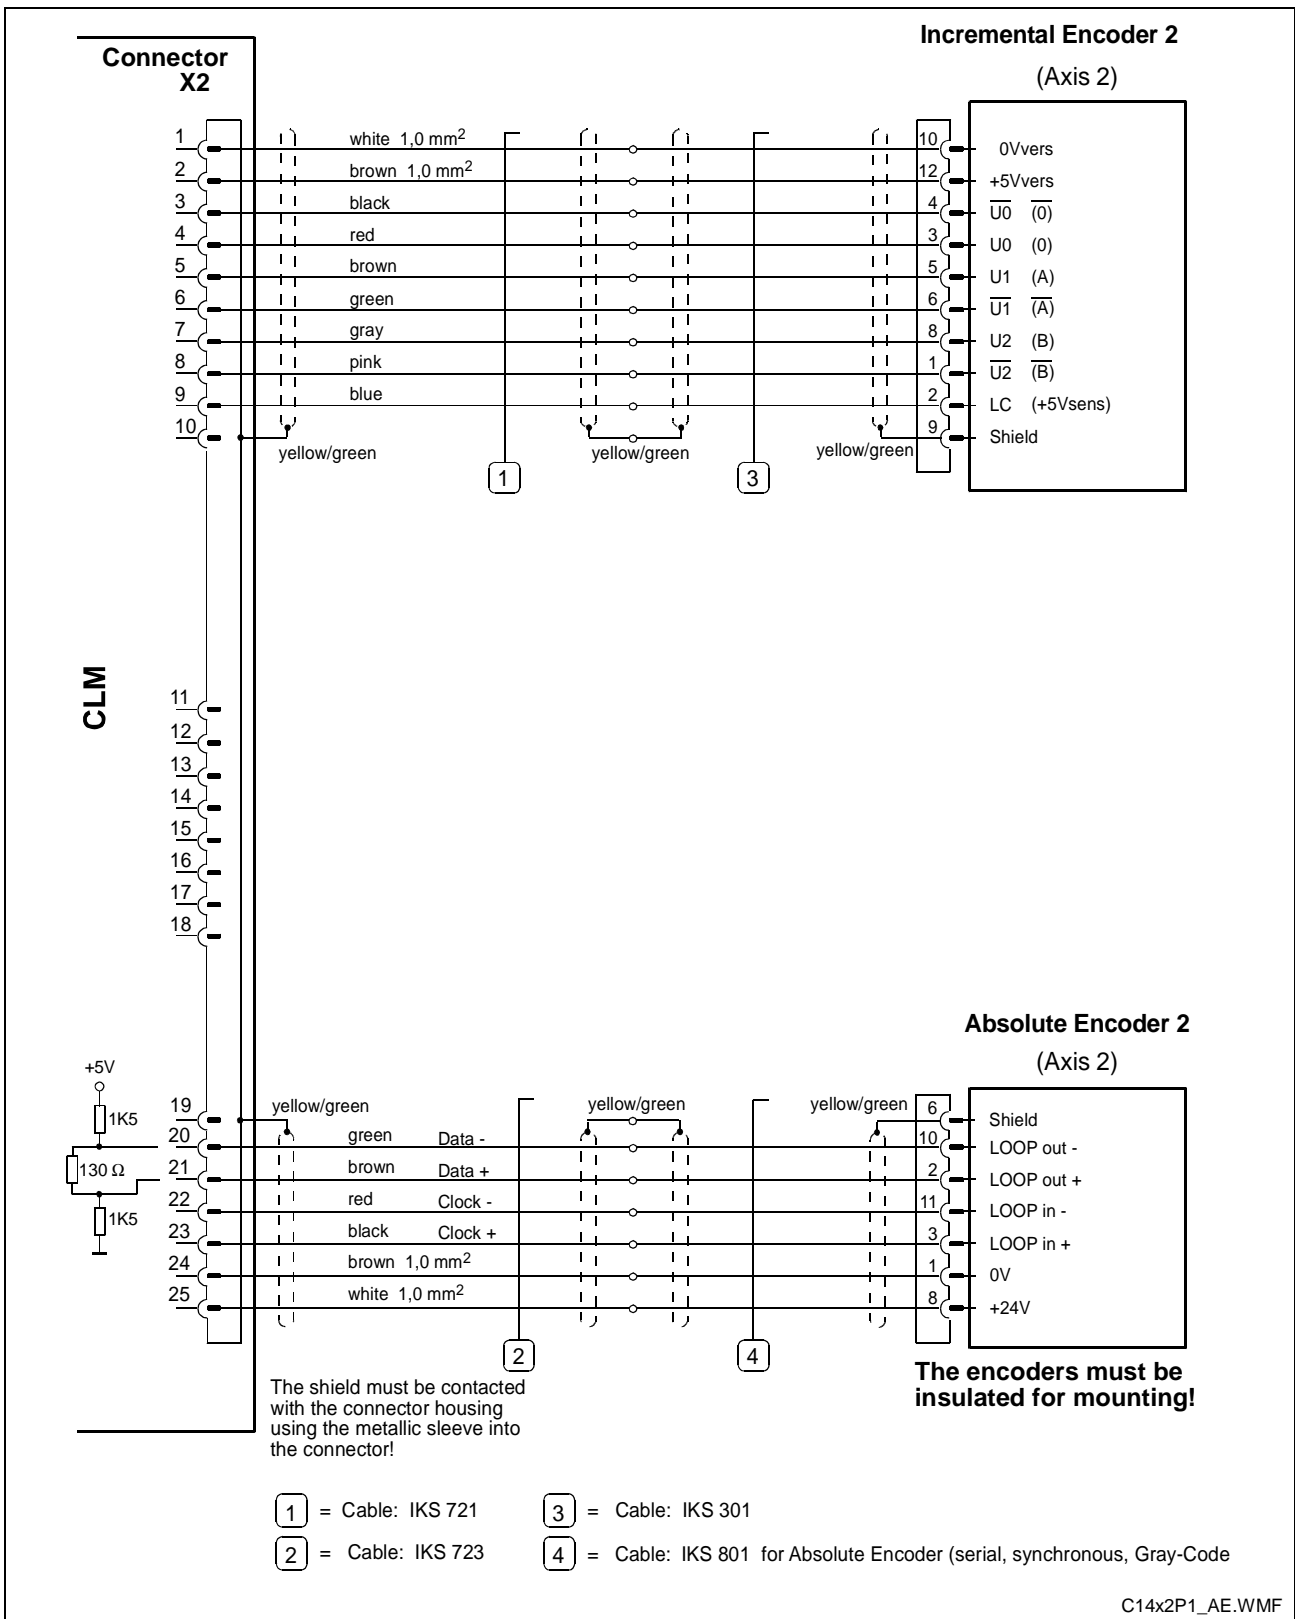 Incremental Encoder 2
(Axis 2)
Connector
X2
1 white 1,0 mm² 10 0Vvers
2 brown 1,0 mm² 12 +5Vvers
3 black 4 U̅0̅ (̅0̅)̅
4 red 3 U0 (0)
5 brown 5 U1 (A)
6 green 6 U̅1̅ (̅A̅)̅
7 gray 8 U2 (B)
8 pink 1 U̅2̅ (̅B̅)̅
9 blue 2 LC (+5Vsens)
10 9 Shield
yellow/green yellow/green yellow/green
1 3
CLM
11
12
13
14
15
16
17
18
Absolute Encoder 2
(Axis 2)
+5V
1K5
130 Ω
1K5
19 yellow/green yellow/green yellow/green 6 Shield
20 green Data - 10 LOOP out -
21 brown Data + 2 LOOP out +
22 red Clock - 11 LOOP in -
23 black Clock + 3 LOOP in +
24 brown 1,0 mm² 1 0V
25 white 1,0 mm² 8 +24V
2 4
The encoders must be
insulated for mounting!
The shield must be contacted
with the connector housing
using the metallic sleeve into
the connector!
1 = Cable: IKS 721
3 = Cable: IKS 301
2 = Cable: IKS 723
4 = Cable: IKS 801 for Absolute Encoder (serial, synchronous, Gray-Code
C14x2P1_AE.WMF